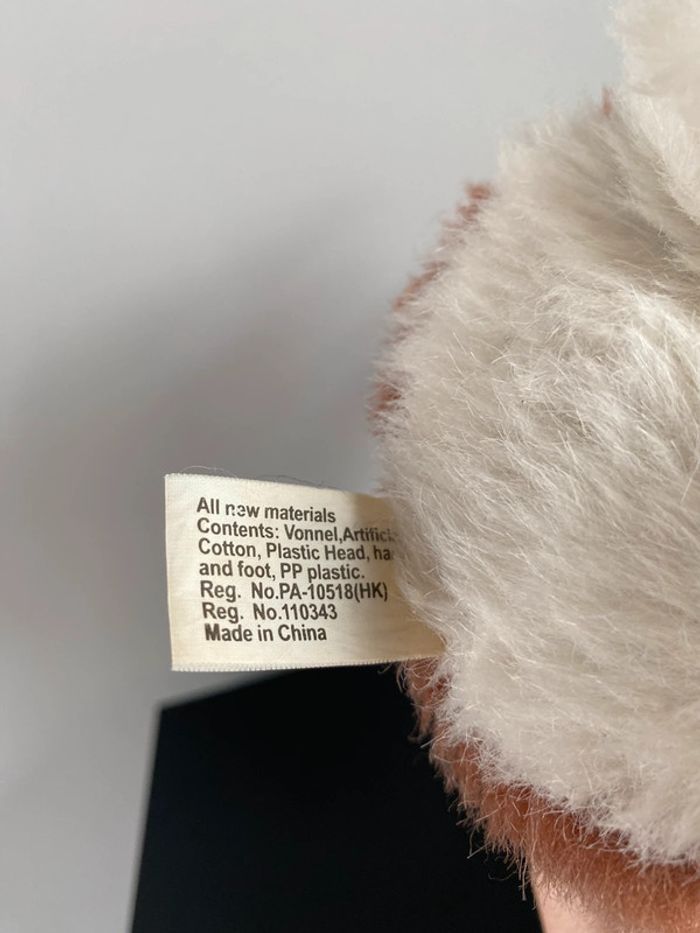 All new materials
Contents: Vonnel,Artific
Cotton, Plastic Head, ha
and foot, PP plastic.
Reg. No.PA-10518(HK)
Reg. No.110343
Made in China